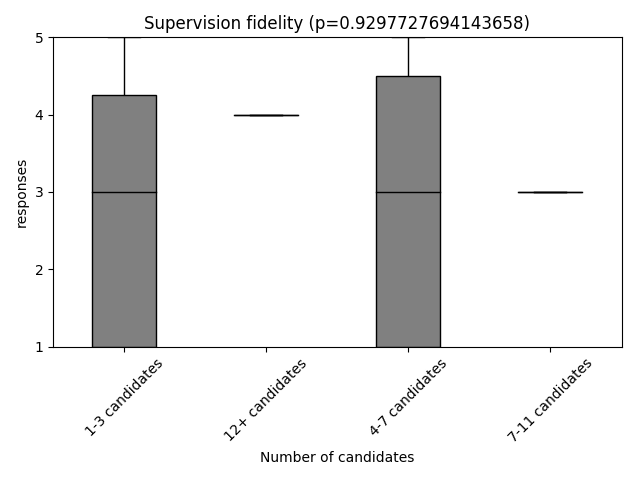 Supervision fidelity (p=0.9297727694143658)
5
4
3
2
1
responses
1-3 candidates
12+ candidates
4-7 candidates
7-11 candidates
Number of candidates